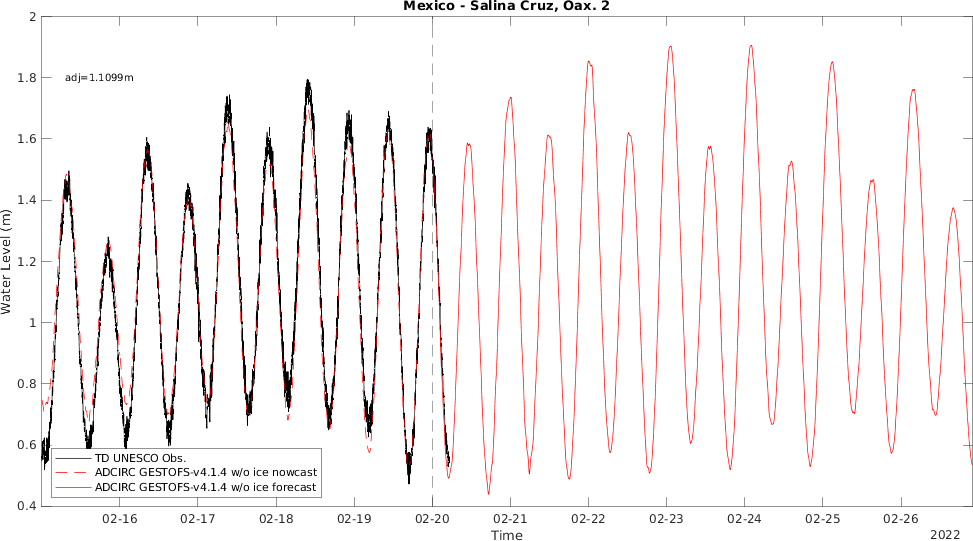 Mexico - Salina Cruz, Oax. 2
2
1.8
1.6
1.4
1.2
1
0.8
0.6
0.4
Water Level (m)
adj=1.1099m
TD UNESCO Obs.
ADCIRC GESTOFS-v4.1.4 w/o ice nowcast
ADCIRC GESTOFS-v4.1.4 w/o ice forecast
02-16 02-17 02-18 02-19 02-20 02-21 02-22 02-23 02-24 02-25 02-26
Time
2022